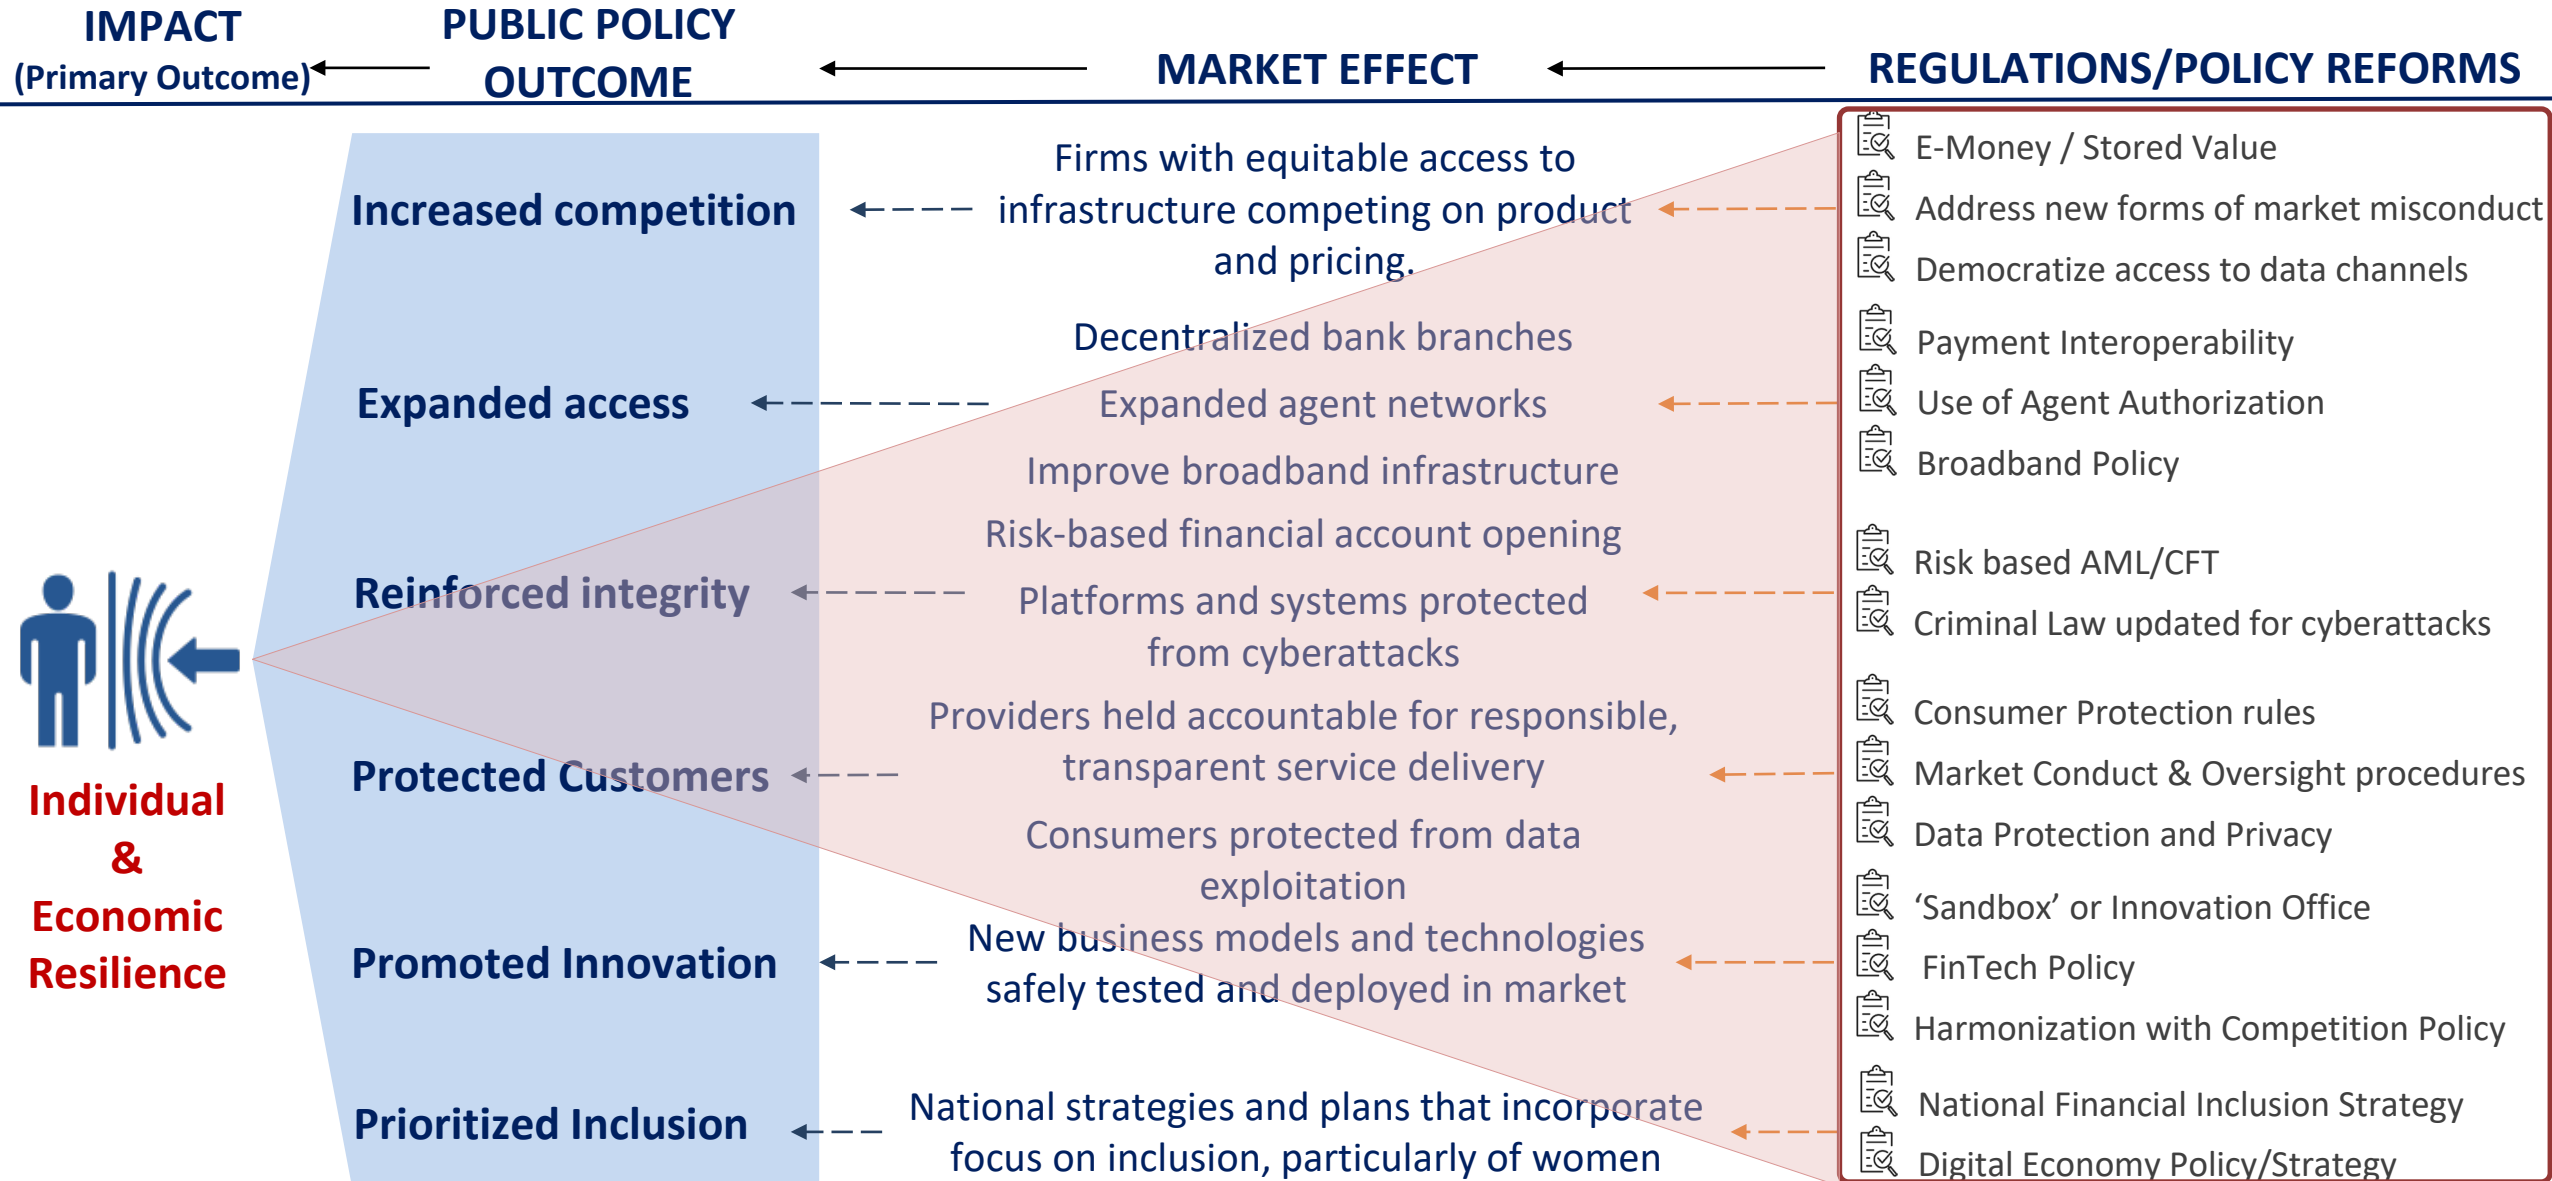 IMPACT
(Primary Outcome)
PUBLIC POLICY
OUTCOME
MARKET EFFECT
REGULATIONS/POLICY REFORMS
Individual
&
Economic
Resilience
Increased competition
Expanded access
Reinforced integrity
Protected Customers
Promoted Innovation
Prioritized Inclusion
Firms with equitable access to
infrastructure competing on product
and pricing.
Decentralized bank branches
Expanded agent networks
Improve broadband infrastructure
Risk-based financial account opening
Platforms and systems protected
from cyberattacks
Providers held accountable for responsible,
transparent service delivery
Consumers protected from data
exploitation
New business models and technologies
safely tested and deployed in market
National strategies and plans that incorporate
focus on inclusion, particularly of women
E-Money / Stored Value
Address new forms of market misconduct
Democratize access to data channels
Payment Interoperability
Use of Agent Authorization
Broadband Policy
Risk based AML/CFT
Criminal Law updated for cyberattacks
Consumer Protection rules
Market Conduct & Oversight procedures
Data Protection and Privacy
‘Sandbox’ or Innovation Office
FinTech Policy
Harmonization with Competition Policy
National Financial Inclusion Strategy
Digital Economy Policy/Strategy